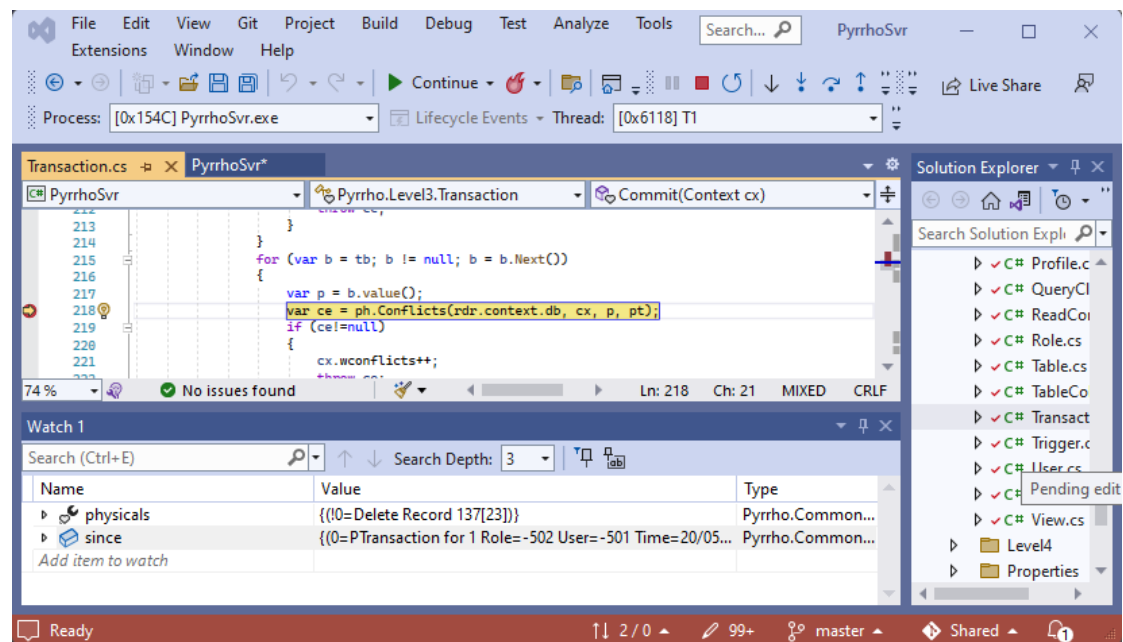 File Edit View Git Project Build Debug Test Analyze Tools Search... PyrrhoSvr
Extensions Window Help
Continue Live Share
Process: [0x154C] PyrrhoSvr.exe Lifecycle Events Thread: [0x6118] T1
Transaction.cs PyrrhoSvr*
C# PyrrhoSvr Pyrrho.Level3.Transaction Commit(Context cx)
213 }
214 }
215 for (var b = tb; b != null; b = b.Next())
216 {
217 var p = b.value();
218 var ce = ph.Conflicts(rdr.context.db, cx, p, pt);
219 if (ce!=null)
220 {
221 cx.wconflicts++;
74 % No issues found Ln: 218 Ch: 21 MIXED CRLF
Watch 1
Search (Ctrl+E) Search Depth: 3
Name Value Type
physicals {(!0=Delete Record 137[23])} Pyrrho.Common...
since {(0=PTransaction for 1 Role=-502 User=-501 Time=20/05... Pyrrho.Common...
Add item to watch
Solution Explorer
Search Solution Expl
C# Profile.c
C# QueryCl
C# ReadCon
C# Role.cs
C# Table.cs
C# TableCo
C# Transact
C# Trigger.c
C# User.cs
Pending edit
C# View.cs
Level4
Properties
Ready 2 / 0 99+ master Shared 1